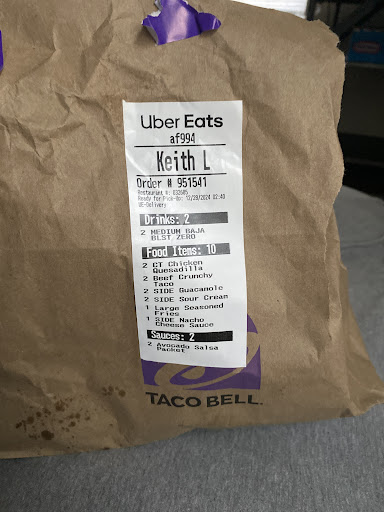 Uber Eats
af994
Keith L
Order # 951541
Restaurant #: 032605
Ready for Pick-Up: 12/28/2024 02:40
UE-Delivery
Drinks: 2
2 MEDIUM BAJA
BLST ZERO
Food Items: 10
2 CT Chicken
Quesadilla
2 Beef Crunchy
Taco
2 SIDE Guacamole
2 SIDE Sour Cream
1 Large Seasoned
Fries
1 SIDE Nacho
Cheese Sauce
Sauces: 2
2 Avocado Salsa
Packet
TACO BELL.